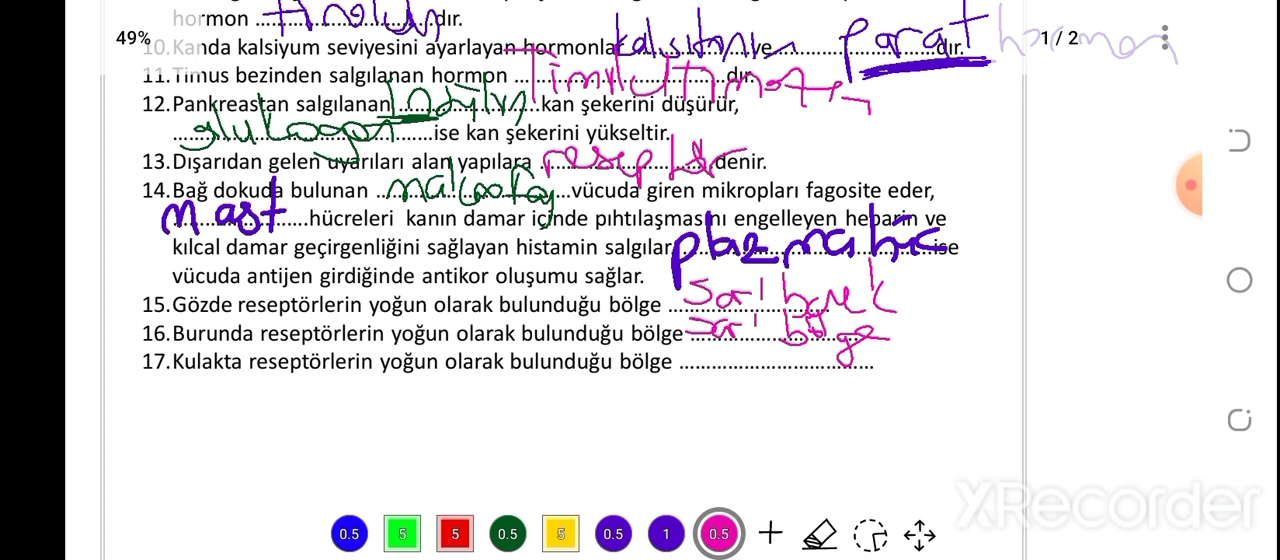 hormon ................................dır. tiroksin
49% 10.Kanda kalsiyum seviyesini ayarlayan hormonlar kalsitonin ve ................................dır. parat hormon 1 / 2
11.Timus bezinden salgılanan hormon ................................dır.
12.Pankreastan salgılanan ................................kan şekerini düşürür,
glukagon ................................ise kan şekerini yükseltir.
13.Dışarıdan gelen uyarıları alan yapılara reseptör denir.
14.Bağ dokuda bulunan makrofaj vücuda giren mikropları fagosite eder,
mast ................................hücreleri kanın damar içinde pıhtılaşmasını engelleyen heparin ve
kılcal damar geçirgenliğini sağlayan histamin salgılar, ise
vücuda antijen girdiğinde antikor oluşumu sağlar.
15.Gözde reseptörlerin yoğun olarak bulunduğu bölge ................................ Sarı benek
16.Burunda reseptörlerin yoğun olarak bulunduğu bölge ................................ Sarı bölge
17.Kulakta reseptörlerin yoğun olarak bulunduğu bölge ....................................
XRecorder
0.5 5 5 0.5 5 0.5 1 0.5